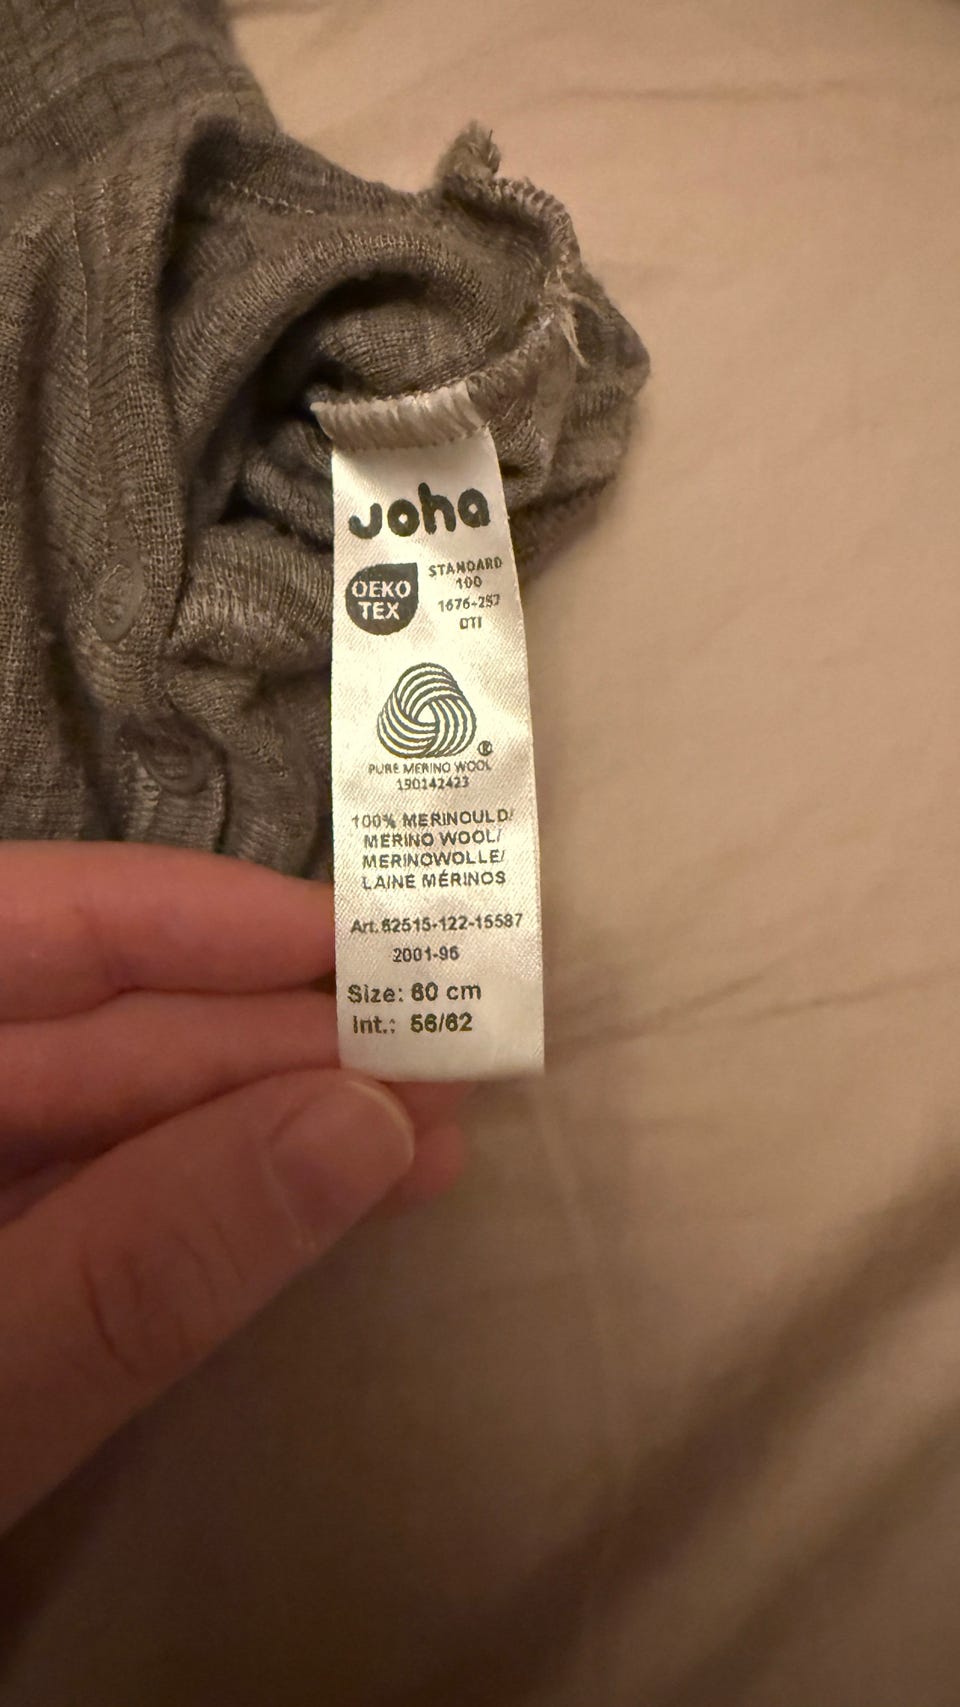 joha
OEKO
TEX
STANDARD
100
1676-257
DTI
®
PURE MERINO WOOL
190142423
100% MERINOULD/
MERINO WOOL/
MERINOWOLLE/
LAINE MÉRINOS
Art. 62515-122-15587
2001-96
Size: 60 cm
Int.: 56/62